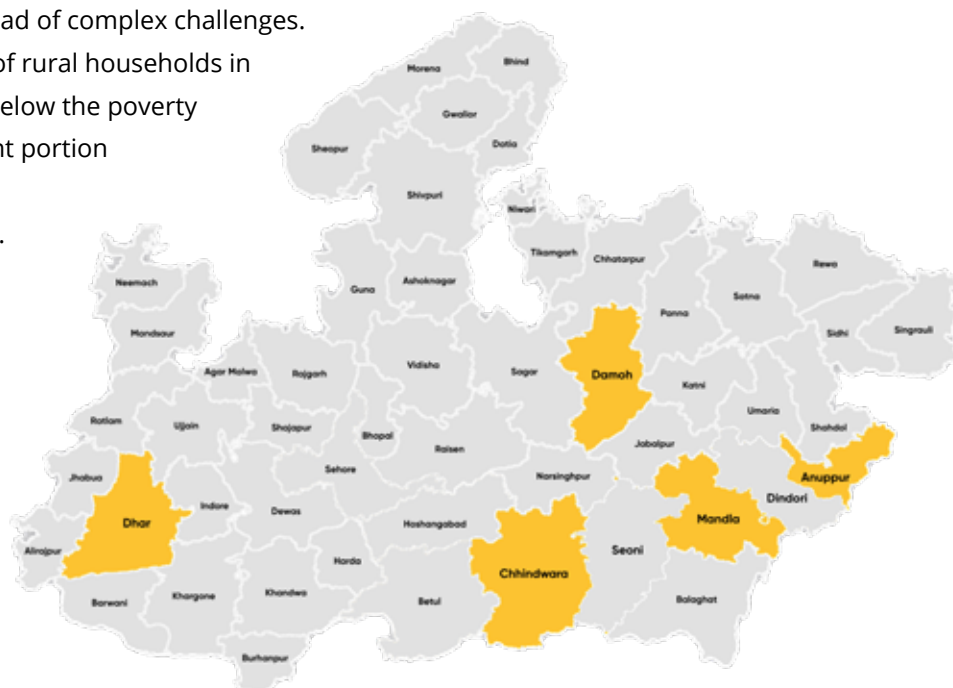 ad of complex challenges.
of rural households in
elow the poverty
nt portion
.
Morena
Bhind
Gwalior
Sheopur
Datia
Shivpuri
Niwari
Tikamgarh
Chhatarpur
Rewa
Neemach
Guna
Ashoknagar
Panna
Satna
Mandsaur
Sidhi
Singrauli
Agar Malwa
Rajgarh
Vidisha
Sagar
Damoh
Katni
Umaria
Ratlam
Ujjain
Shajapur
Bhopal
Raisen
Jabalpur
Shahdol
Jhabua
Sehore
Narsinghpur
Anuppur
Dindori
Dhar
Indore
Dewas
Hoshangabad
Mandla
Alirajpur
Harda
Chhindwara
Seoni
Barwani
Khargone
Khandwa
Betul
Balaghat
Burhanpur